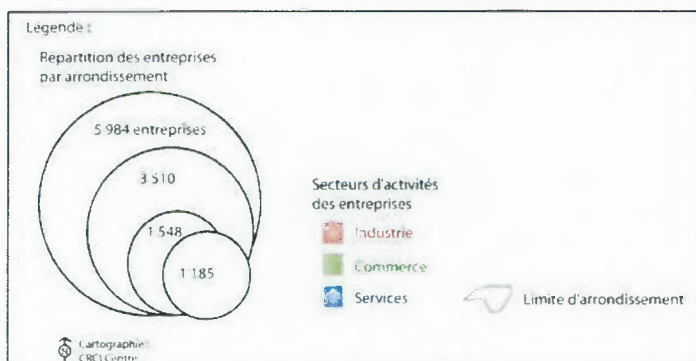 Légende :
Repartition des entreprises
par arrondissement
5 984 entreprises
3 510
1 548
1 185
Secteurs d'activités
des entreprises
Industrie
Commerce
Services
Limite d'arrondissement
N
Cartographie :
CRCI Centre